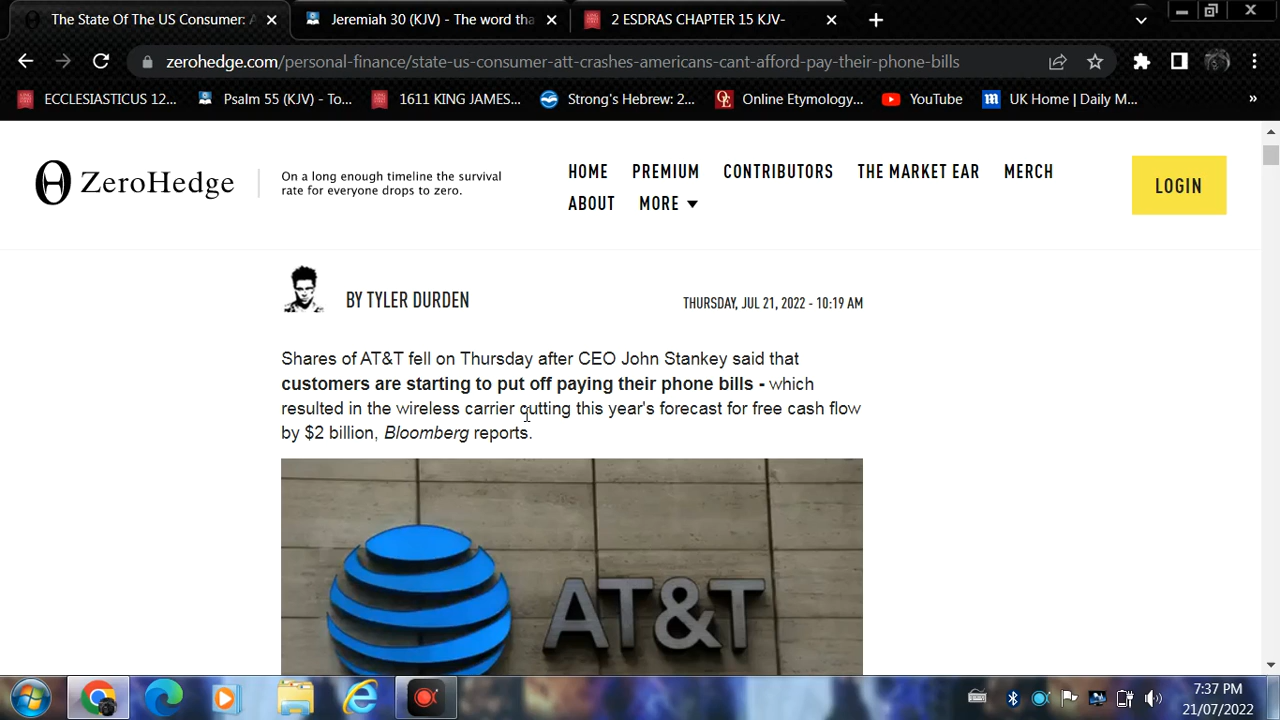 The State Of The US Consumer: A
Jeremiah 30 (KJV) - The word tha
2 ESDRAS CHAPTER 15 KJV-
zerohedge.com/personal-finance/state-us-consumer-att-crashes-americans-cant-afford-pay-their-phone-bills
ECCLESIASTICUS 12...
Psalm 55 (KJV) - To...
1611 KING JAMES...
Strong's Hebrew: 2...
Online Etymology...
YouTube
UK Home | Daily M...
»
ZeroHedge
On a long enough timeline the survival
rate for everyone drops to zero.
HOME PREMIUM CONTRIBUTORS THE MARKET EAR MERCH
ABOUT MORE
LOGIN
BY TYLER DURDEN
THURSDAY, JUL 21, 2022 - 10:19 AM
Shares of AT&T fell on Thursday after CEO John Stankey said that
customers are starting to put off paying their phone bills - which
resulted in the wireless carrier cutting this year's forecast for free cash flow
by $2 billion, Bloomberg reports.
AT&T
7:37 PM
21/07/2022